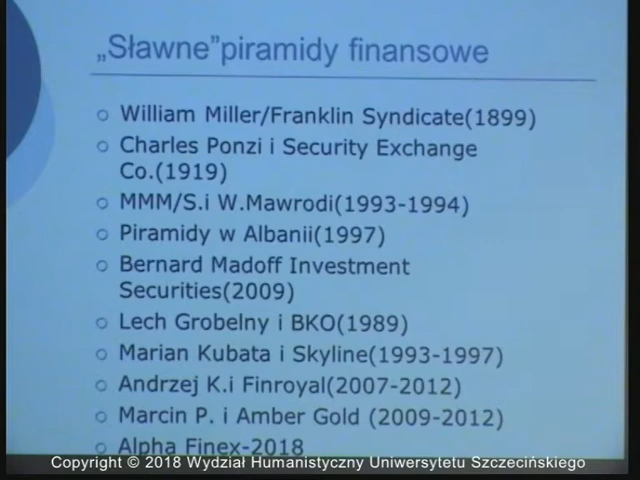 „Sławne”piramidy finansowe
William Miller/Franklin Syndicate(1899)
Charles Ponzi i Security Exchange
Co.(1919)
MMM/S.i W.Mawrodi(1993-1994)
Piramidy w Albanii(1997)
Bernard Madoff Investment
Securities(2009)
Lech Grobelny i BKO(1989)
Marian Kubata i Skyline(1993-1997)
Andrzej K.i Finroyal(2007-2012)
Marcin P. i Amber Gold (2009-2012)
Alpha Finex-2018
Copyright © 2018 Wydział Humanistyczny Uniwersytetu Szczecińskiego